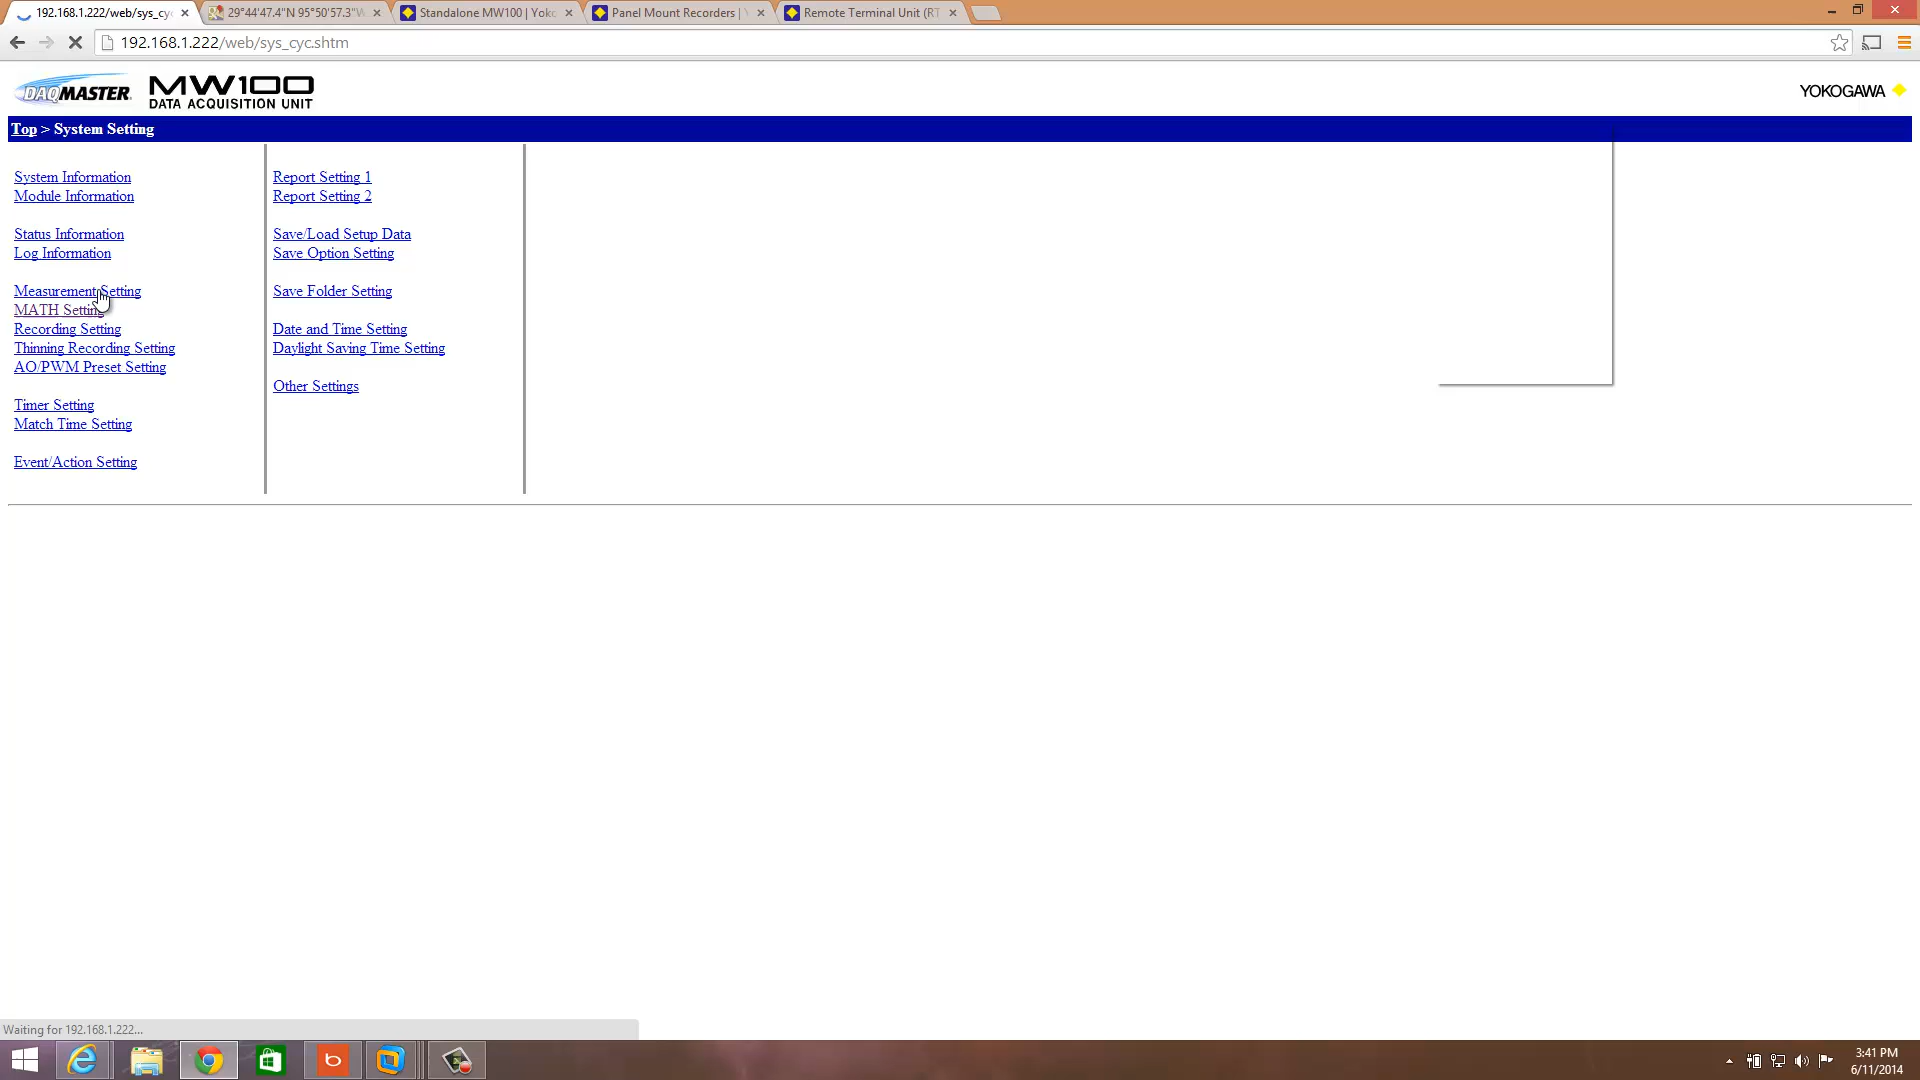 192.168.1.222/web/sys_cy
29°44'47.4"N 95°50'57.3"W
Standalone MW100 | Yoko
Panel Mount Recorders | Y
Remote Terminal Unit (RT
192.168.1.222/web/sys_cyc.shtm
DAQMASTER
MW100
DATA ACQUISITION UNIT
YOKOGAWA
Top > System Setting
System Information
Module Information
Status Information
Log Information
Measurement Setting
MATH Setting
Recording Setting
Thinning Recording Setting
AO/PWM Preset Setting
Timer Setting
Match Time Setting
Event/Action Setting
Report Setting 1
Report Setting 2
Save/Load Setup Data
Save Option Setting
Save Folder Setting
Date and Time Setting
Daylight Saving Time Setting
Other Settings
Waiting for 192.168.1.222...
b
3:41 PM
6/11/2014